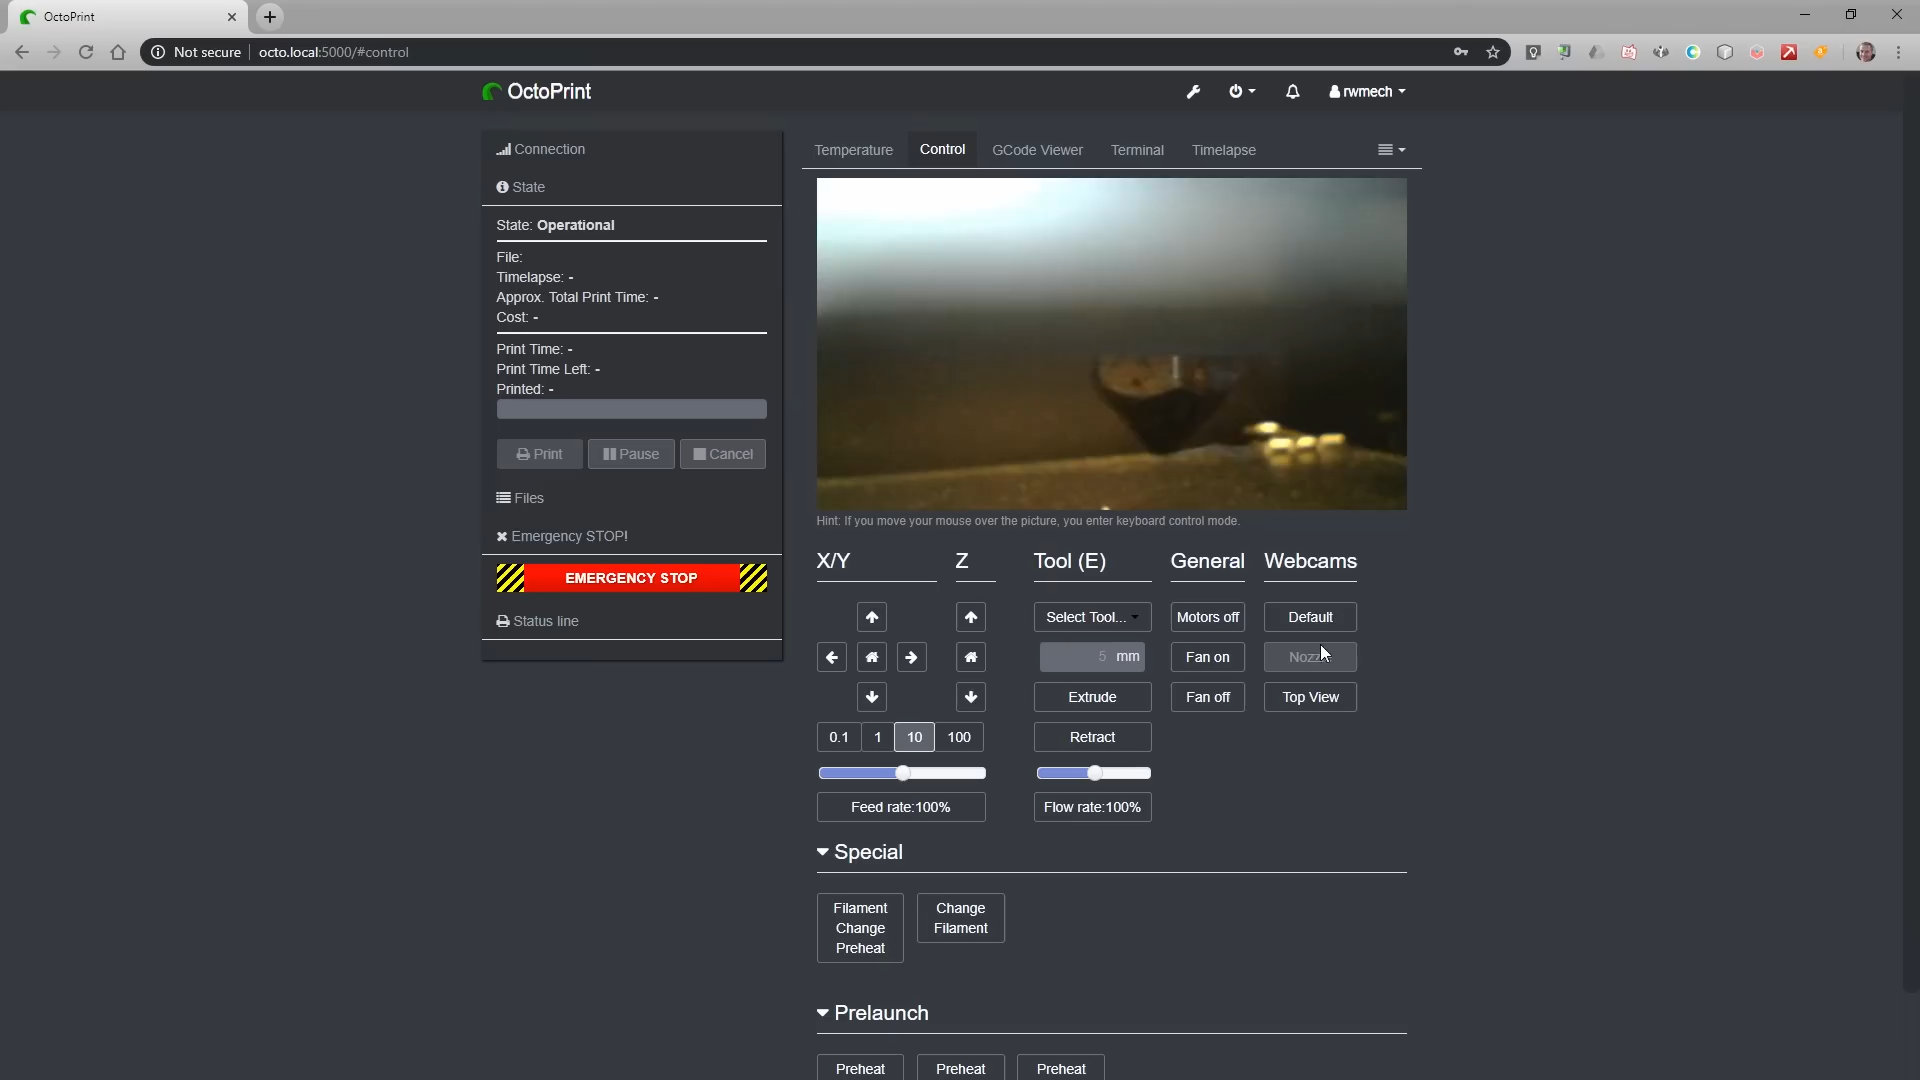 OctoPrint
Not secure
octo.local:5000/#control
OctoPrint
rwmech
Connection
State
State: Operational
File:
Timelapse: -
Approx. Total Print Time: -
Cost: -
Print Time: -
Print Time Left: -
Printed: -
Print
Pause
Cancel
Files
Emergency STOP!
EMERGENCY STOP
Status line
Temperature
Control
GCode Viewer
Terminal
Timelapse
Hint: If you move your mouse over the picture, you enter keyboard control mode.
X/Y
Z
Tool (E)
General
Webcams
Select Tool...
Motors off
Default
5 mm
Fan on
Extrude
Fan off
Top View
0.1
1
10
100
Retract
Feed rate:100%
Flow rate:100%
Special
Filament
Change
Preheat
Change
Filament
Prelaunch
Preheat
Preheat
Preheat